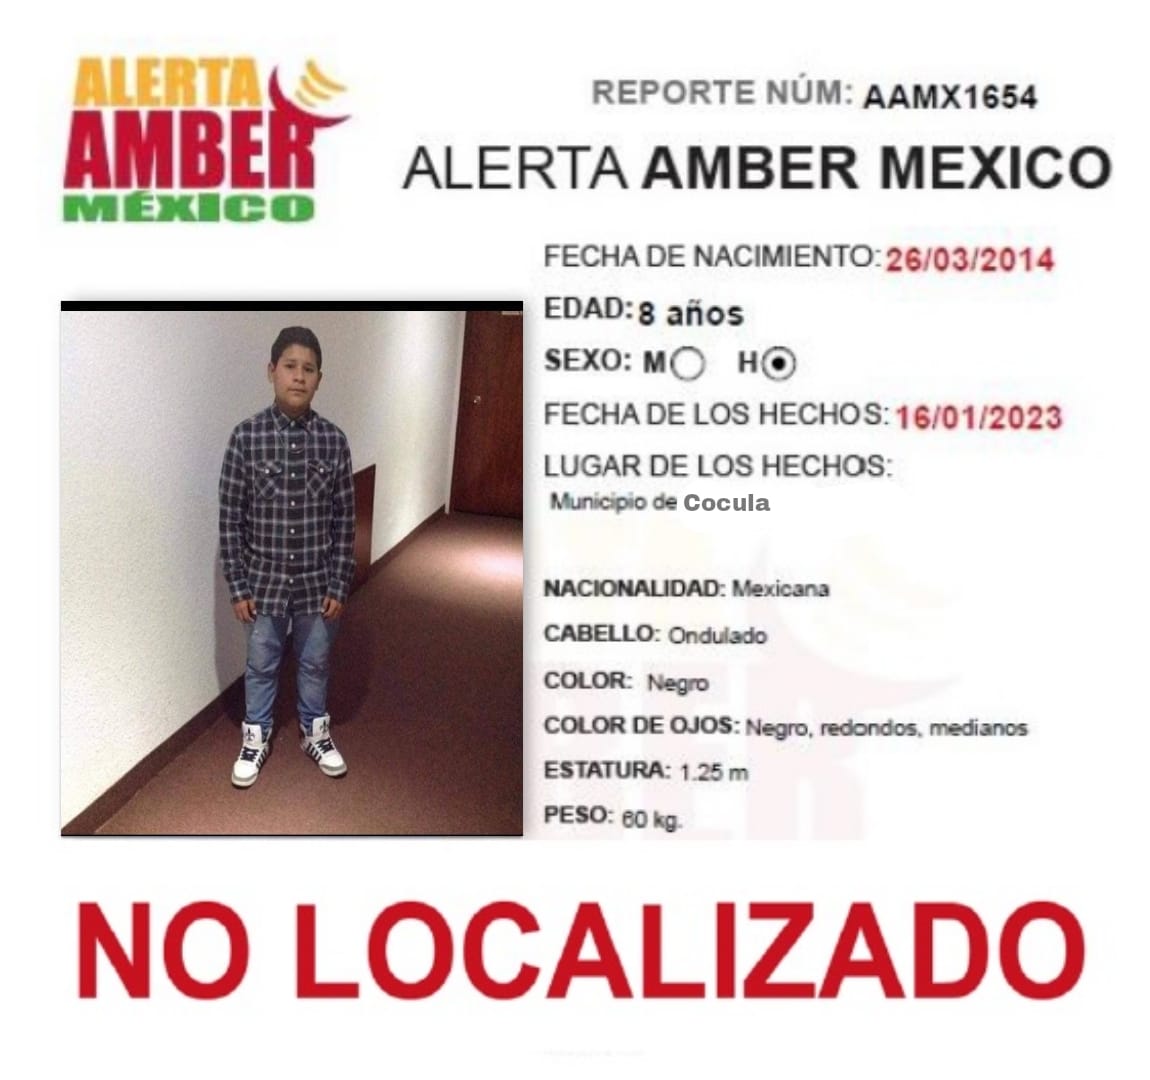 ALERTA
AMBER
MÉXICO
REPORTE NÚM: AAMX1654
ALERTA AMBER MEXICO
FECHA DE NACIMIENTO: 26/03/2014
EDAD: 8 años
SEXO: M H
FECHA DE LOS HECHOS: 16/01/2023
LUGAR DE LOS HECHOS:
Municipio de Cocula
NACIONALIDAD: Mexicana
CABELLO: Ondulado
COLOR: Negro
COLOR DE OJOS: Negro, redondos, medianos
ESTATURA: 1.25 m
PESO: 60 kg.
NO LOCALIZADO